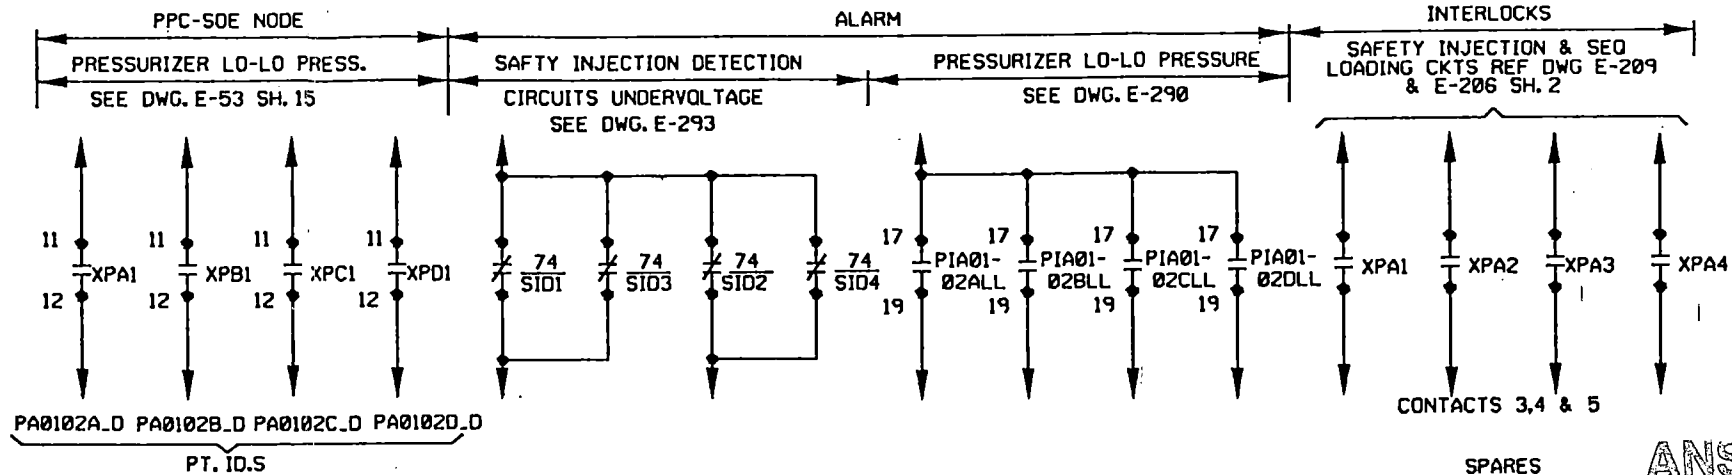 PPC-SOE NODE
ALARM
INTERLOCKS
PRESSURIZER LO-LO PRESS.
SAFTY INJECTION DETECTION
PRESSURIZER LO-LO PRESSURE
SAFETY INJECTION & SEQ
LOADING CKTS REF DWG E-209
& E-206 SH. 2
SEE DWG. E-53 SH. 15
CIRCUITS UNDERVOLTAGE
SEE DWG. E-293
SEE DWG. E-290
11
XPA1
12
11
XPB1
12
11
XPC1
12
11
XPD1
12
74
SID1
74
SID3
74
SID2
74
SID4
17
PIA01-
02ALL
19
17
PIA01-
02BLL
19
17
PIA01-
02CLL
19
17
PIA01-
02DLL
19
XPA1
XPA2
XPA3
XPA4
PA0102A_D PA0102B_D PA0102C_D PA0102D_D
PT. ID.S
CONTACTS 3,4 & 5
SPARES
ANS